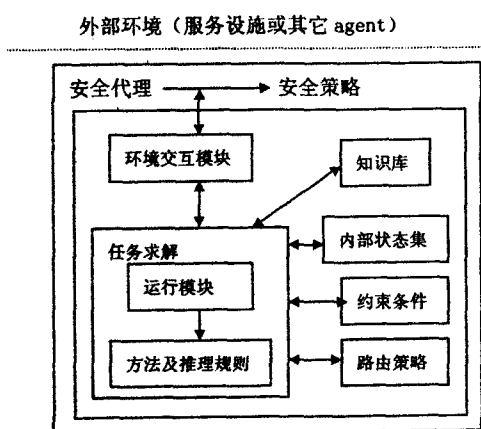 外部环境（服务设施或其它 agent）
安全代理
安全策略
环境交互模块
知识库
任务求解
内部状态集
运行模块
约束条件
方法及推理规则
路由策略